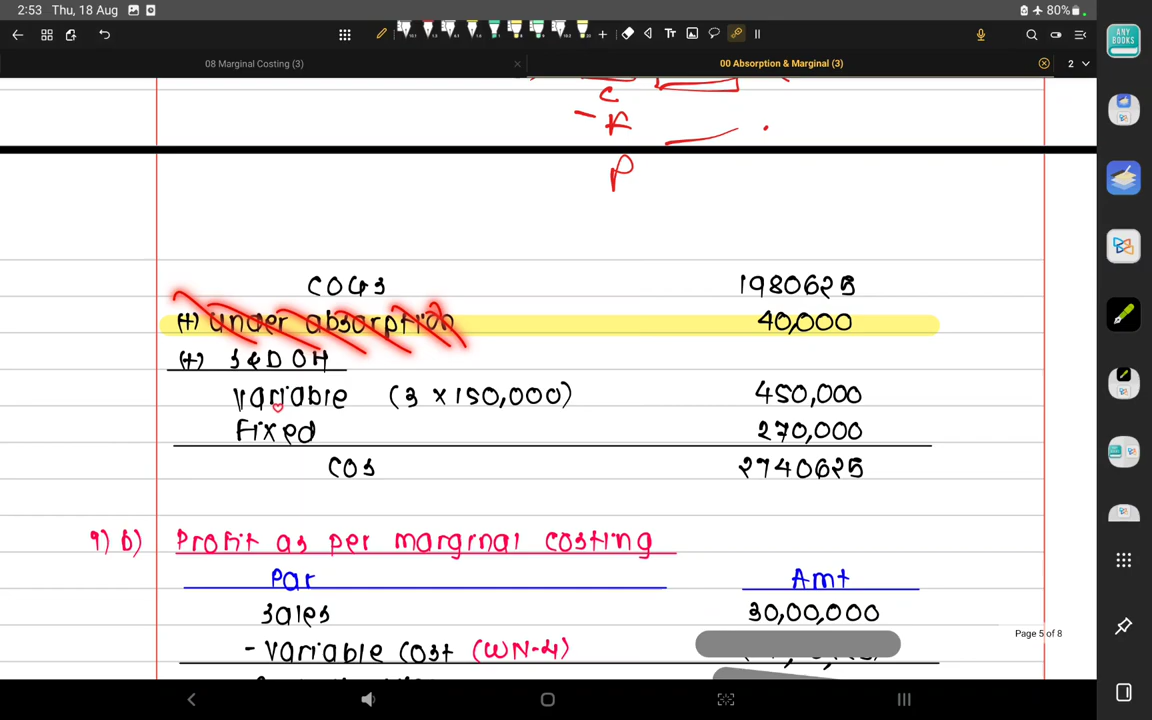 2:53 Thu, 18 Aug
80%
08 Marginal Costing (3)
00 Absorption & Marginal (3)
2
ANY BOOKS
C
- F
P
COGS 1980625
(+) under absorption 40,000
(+) S&D OH
variable (3 × 150,000) 450,000
Fixed 270,000
COS 2740625
9) b) Profit as per marginal costing
Par Amt
Sales 30,00,000
Page 5 of 8
- Variable Cost (WN-4)